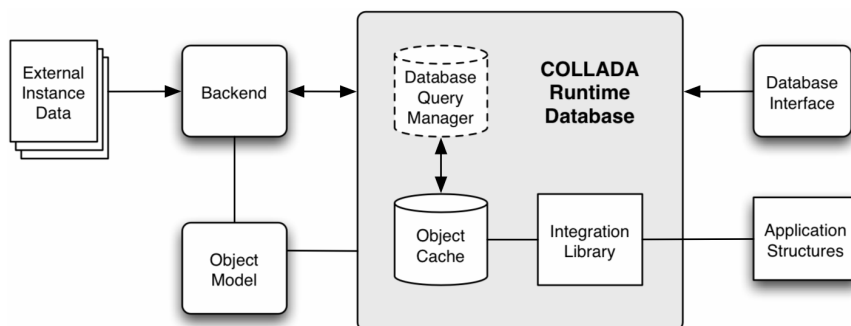 External
Instance
Data
Backend
Database
Query
Manager
COLLADA
Runtime
Database
Database
Interface
Object
Model
Object
Cache
Integration
Library
Application
Structures